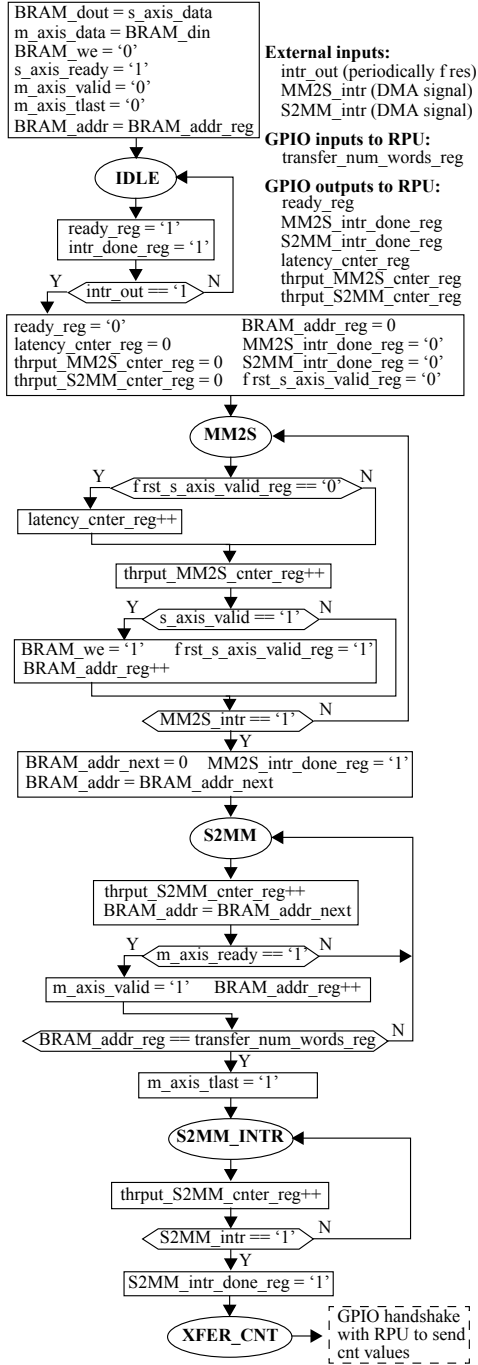 BRAM_dout = s_axis_data
m_axis_data = BRAM_din
BRAM_we = ‘0’
s_axis_ready = ‘1’
m_axis_valid = ‘0’
m_axis_tlast = ‘0’
BRAM_addr = BRAM_addr_reg
External inputs:
intr_out (periodically f res)
MM2S_intr (DMA signal)
S2MM_intr (DMA signal)
GPIO inputs to RPU:
transfer_num_words_reg
GPIO outputs to RPU:
ready_reg
MM2S_intr_done_reg
S2MM_intr_done_reg
latency_cnter_reg
thrput_MM2S_cnter_reg
thrput_S2MM_cnter_reg
IDLE
ready_reg = ‘1’
intr_done_reg = ‘1’
Y
intr_out == ‘1
N
ready_reg = ‘0’
latency_cnter_reg = 0
thrput_MM2S_cnter_reg = 0
thrput_S2MM_cnter_reg = 0
BRAM_addr_reg = 0
MM2S_intr_done_reg = ‘0’
S2MM_intr_done_reg = ‘0’
f rst_s_axis_valid_reg = ‘0’
MM2S
Y
f rst_s_axis_valid_reg == ‘0’
N
latency_cnter_reg++
thrput_MM2S_cnter_reg++
Y
s_axis_valid == ‘1’
N
BRAM_we = ‘1’ f rst_s_axis_valid_reg = ‘1’
BRAM_addr_reg++
MM2S_intr == ‘1’
N
Y
BRAM_addr_next = 0 MM2S_intr_done_reg = ‘1’
BRAM_addr = BRAM_addr_next
S2MM
thrput_S2MM_cnter_reg++
BRAM_addr = BRAM_addr_next
Y
m_axis_ready == ‘1’
N
m_axis_valid = ‘1’ BRAM_addr_reg++
BRAM_addr_reg == transfer_num_words_reg
N
Y
m_axis_tlast = ‘1’
S2MM_INTR
thrput_S2MM_cnter_reg++
S2MM_intr == ‘1’
N
Y
S2MM_intr_done_reg = ‘1’
XFER_CNT
GPIO handshake
with RPU to send
cnt values